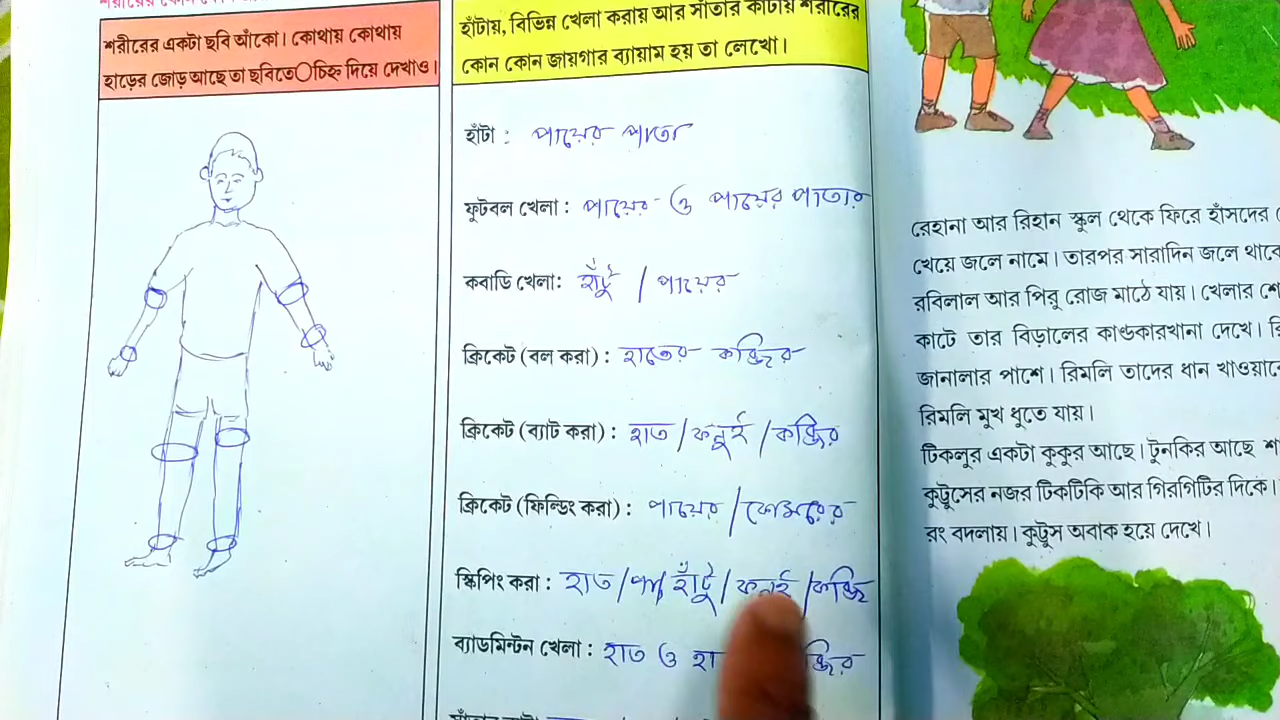 শরীরের একটা ছবি আঁকো। কোথায় কোথায়
হাড়ের জোড় আছে তা ছবিতে চিহ্ন দিয়ে দেখাও।
হাঁটায়, বিভিন্ন খেলা করায় আর সাঁতার কাটায় শরীরের
কোন কোন জায়গার ব্যায়াম হয় তা লেখো।
হাঁটা : পায়ের পাতা
ফুটবল খেলা : পায়ের ও পায়ের পাতার
কবাডি খেলা: হাঁটু / পায়ের
ক্রিকেট (বল করা) : হাতের কব্জির
ক্রিকেট (ব্যাট করা) : হাত / কনুই / কব্জির
ক্রিকেট (ফিল্ডিং করা) : পায়ের / কোমরের
স্কিপিং করা : হাত / পা / হাঁটু / কনুই / কব্জি
ব্যাডমিন্টন খেলা : হাত ও
রেহানা আর রিহান স্কুল থেকে ফিরে হাঁসদের
খেয়ে জলে নামে। তারপর সারাদিন জলে
রবিলাল আর পিরু রোজ মাঠে যায়। খেলার
কাটে তার বিড়ালের কাণ্ডকারখানা দেখে।
জানালার পাশে। রিমলি তাদের ধান
রিমলি মুখ ধুতে যায়।
টিকলুর একটা কুকুর আছে। টুনকির আছে
কুটুসের নজর টিকটিকি আর গিরগিটির দিকে।
রং বদলায়। কুটুস অবাক হয়ে দেখে।